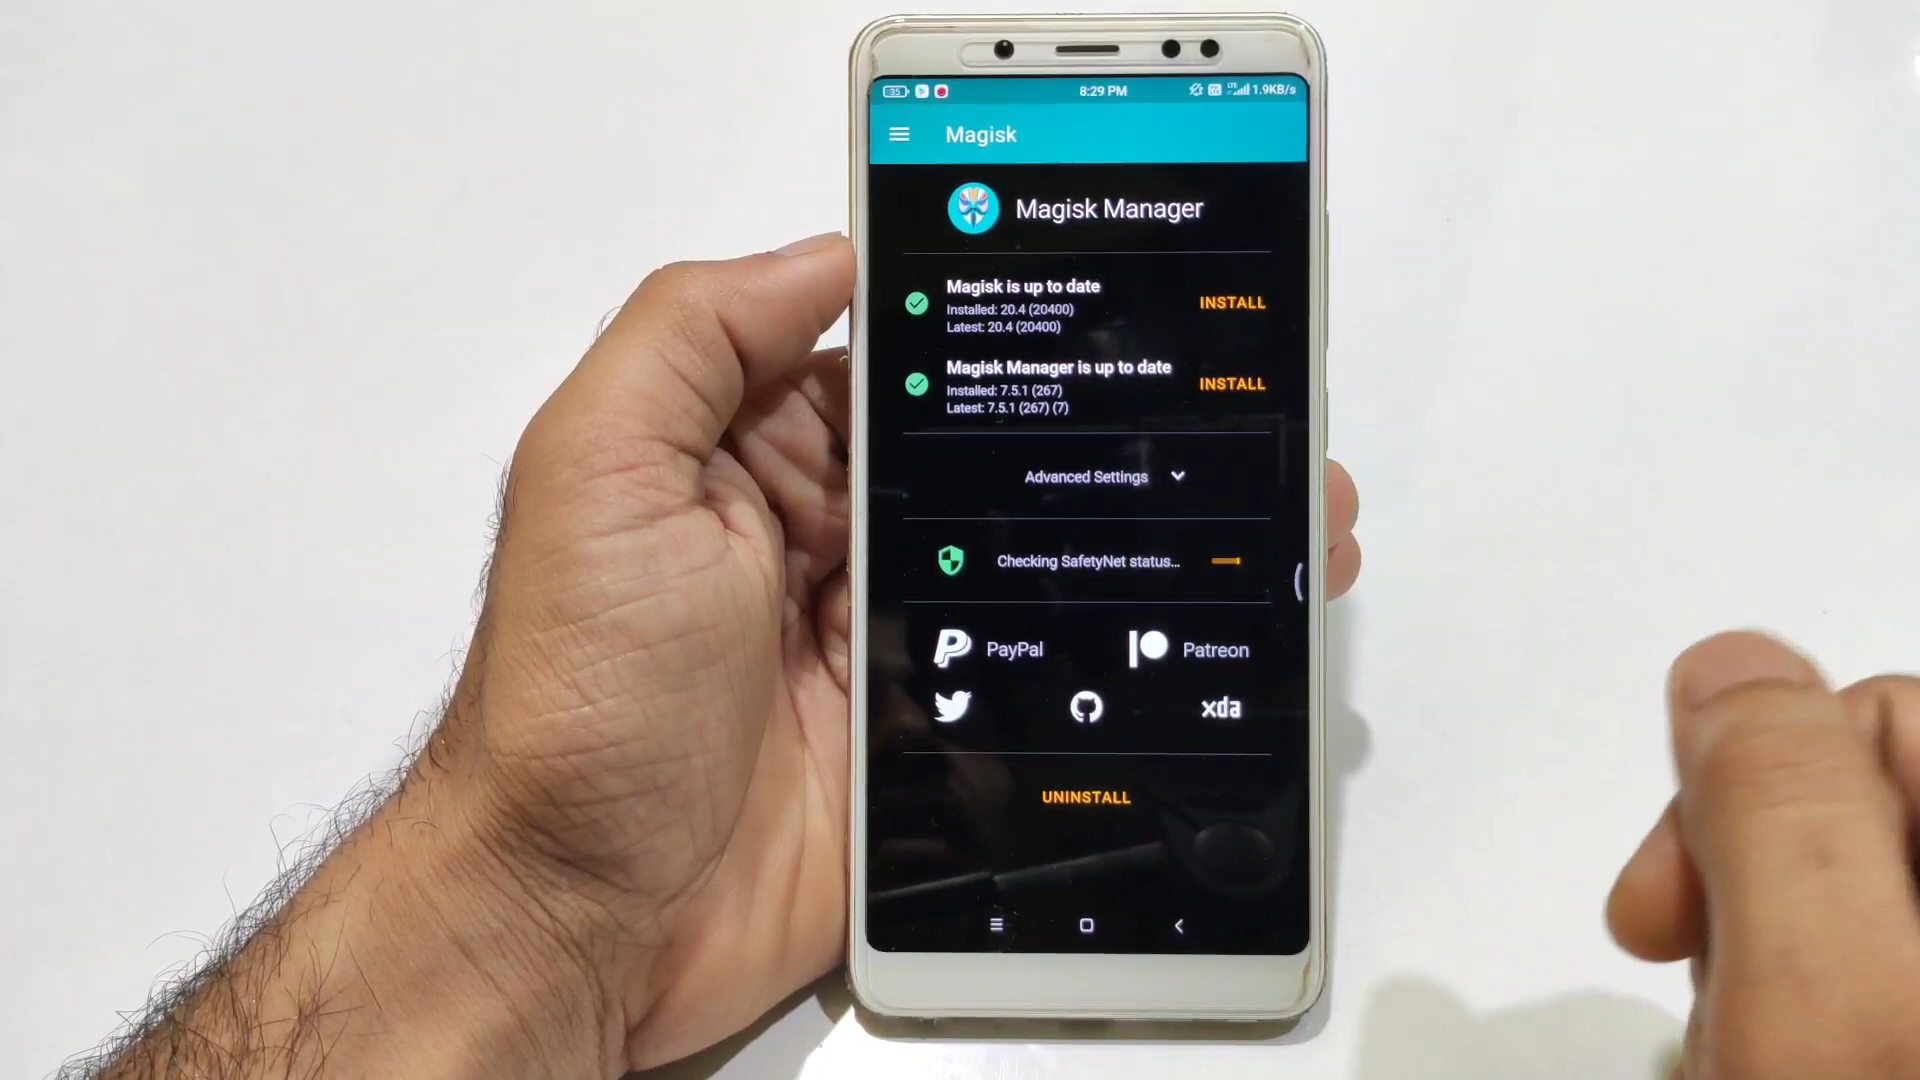 35 8:29 PM LTE 1.9KB/s
Magisk
Magisk Manager
Magisk is up to date
Installed: 20.4 (20400)
Latest: 20.4 (20400)
INSTALL
Magisk Manager is up to date
Installed: 7.5.1 (267)
Latest: 7.5.1 (267) (7)
INSTALL
Advanced Settings
Checking SafetyNet status...
PayPal
Patreon
xda
UNINSTALL